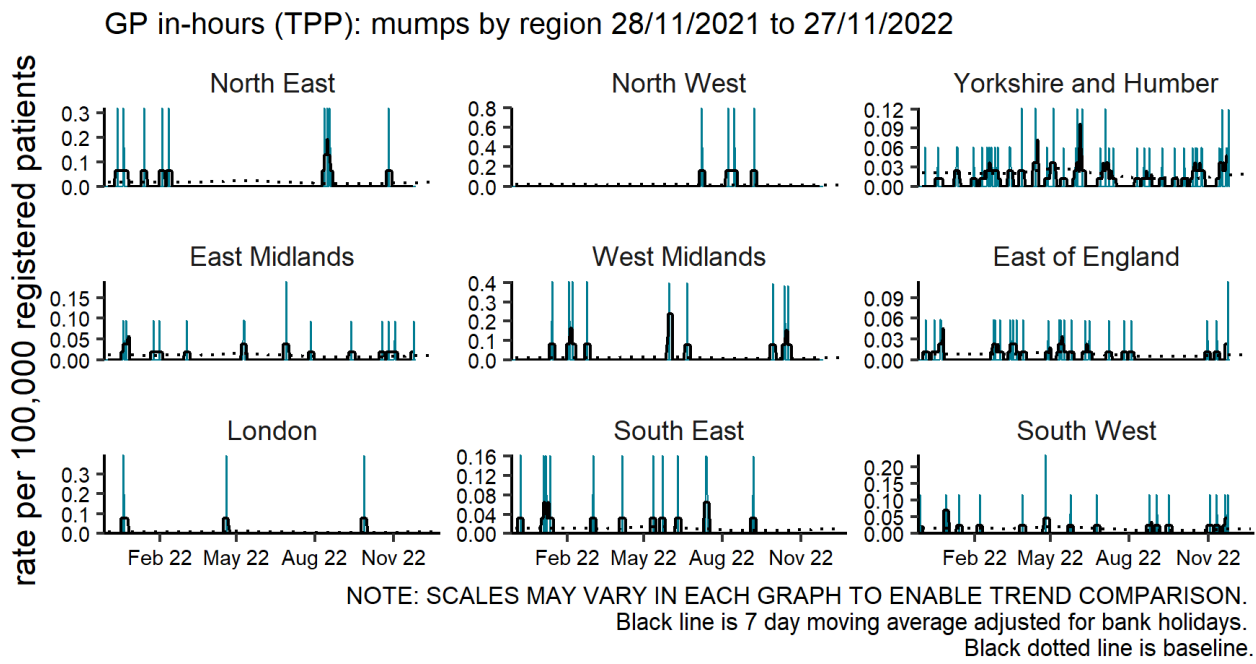 GP in-hours (TPP): mumps by region 28/11/2021 to 27/11/2022
rate per 100,000 registered patients
North East
0.3
0.2
0.1
0.0
North West
0.8
0.6
0.4
0.2
0.0
Yorkshire and Humber
0.12
0.09
0.06
0.03
0.00
East Midlands
0.15
0.10
0.05
0.00
West Midlands
0.4
0.3
0.2
0.1
0.0
East of England
0.09
0.06
0.03
0.00
London
0.3
0.2
0.1
0.0
Feb 22 May 22 Aug 22 Nov 22
South East
0.16
0.12
0.08
0.04
0.00
Feb 22 May 22 Aug 22 Nov 22
South West
0.20
0.15
0.10
0.05
0.00
Feb 22 May 22 Aug 22 Nov 22
NOTE: SCALES MAY VARY IN EACH GRAPH TO ENABLE TREND COMPARISON.
Black line is 7 day moving average adjusted for bank holidays.
Black dotted line is baseline.